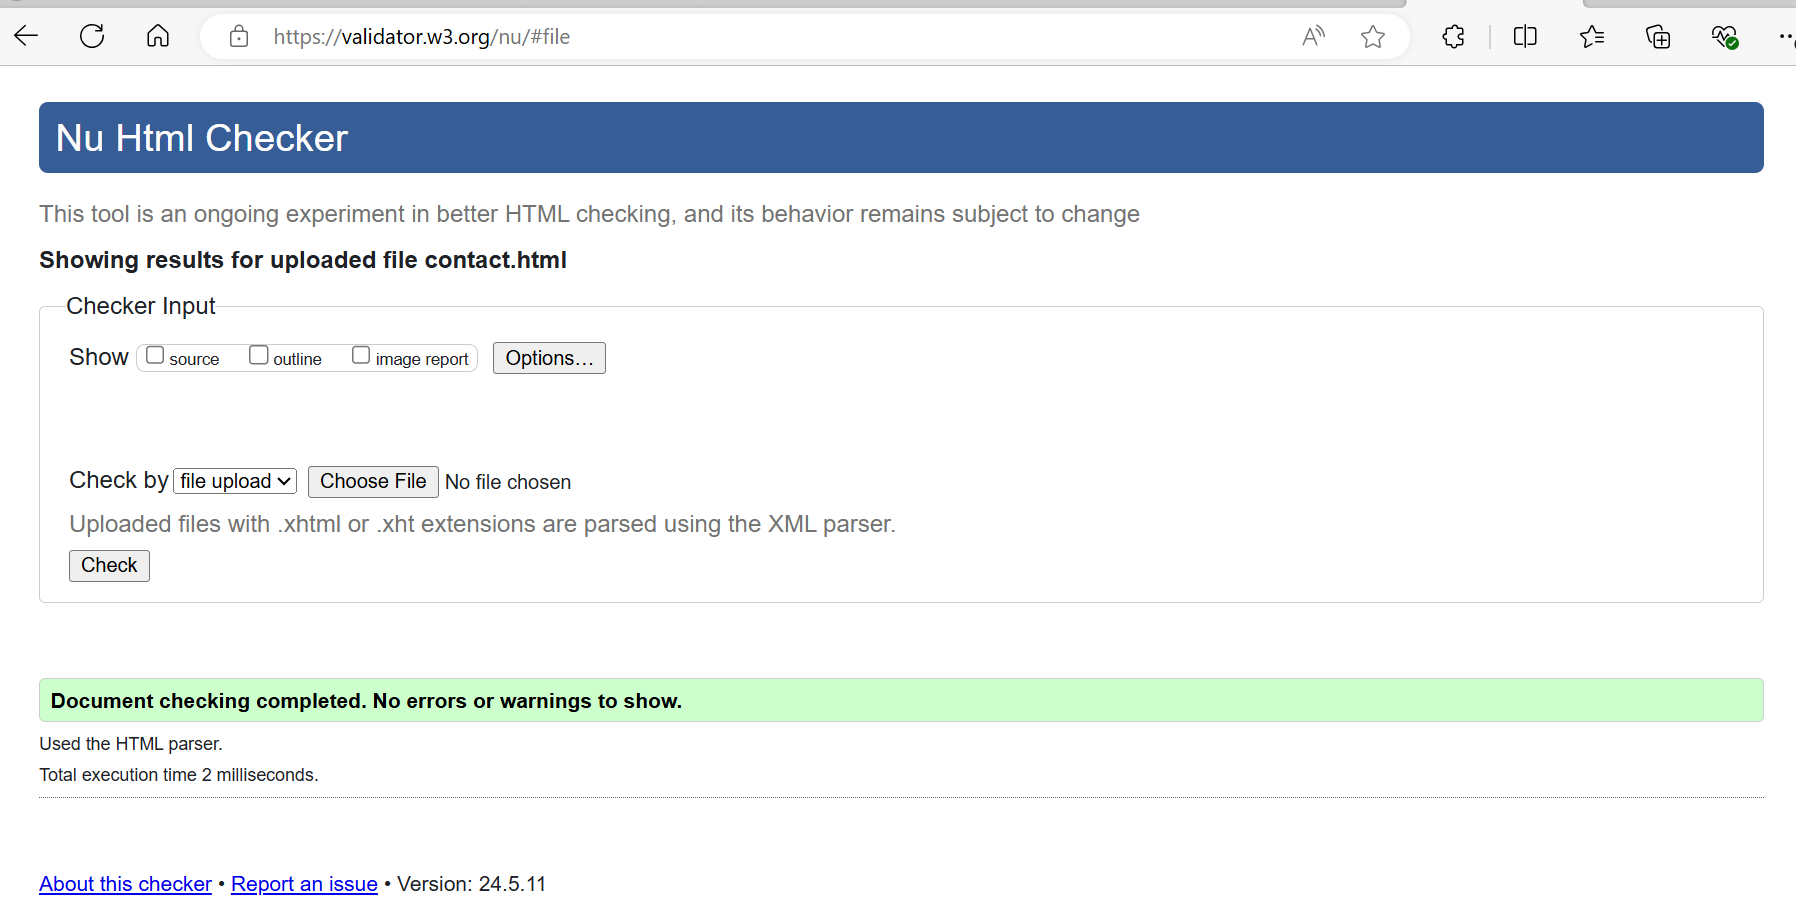 https://validator.w3.org/nu/#file
Nu Html Checker
This tool is an ongoing experiment in better HTML checking, and its behavior remains subject to change
Showing results for uploaded file contact.html
Checker Input
Show source outline image report Options…
Check by file upload Choose File No file chosen
Uploaded files with .xhtml or .xht extensions are parsed using the XML parser.
Check
Document checking completed. No errors or warnings to show.
Used the HTML parser.
Total execution time 2 milliseconds.
About this checker • Report an issue • Version: 24.5.11